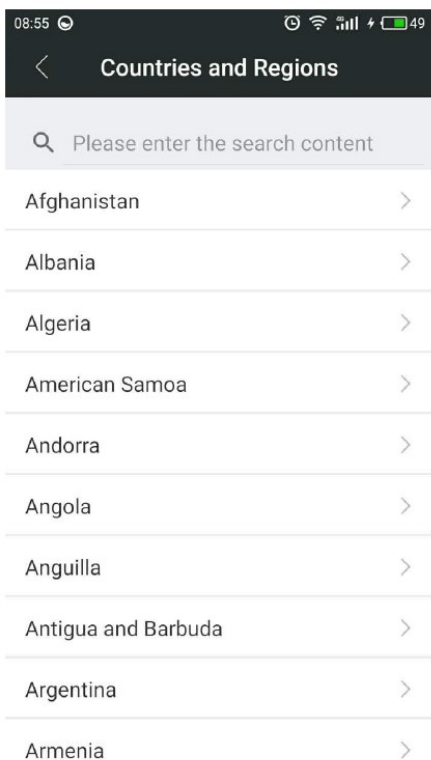 08:55 49
Countries and Regions
Please enter the search content
Afghanistan
Albania
Algeria
American Samoa
Andorra
Angola
Anguilla
Antigua and Barbuda
Argentina
Armenia